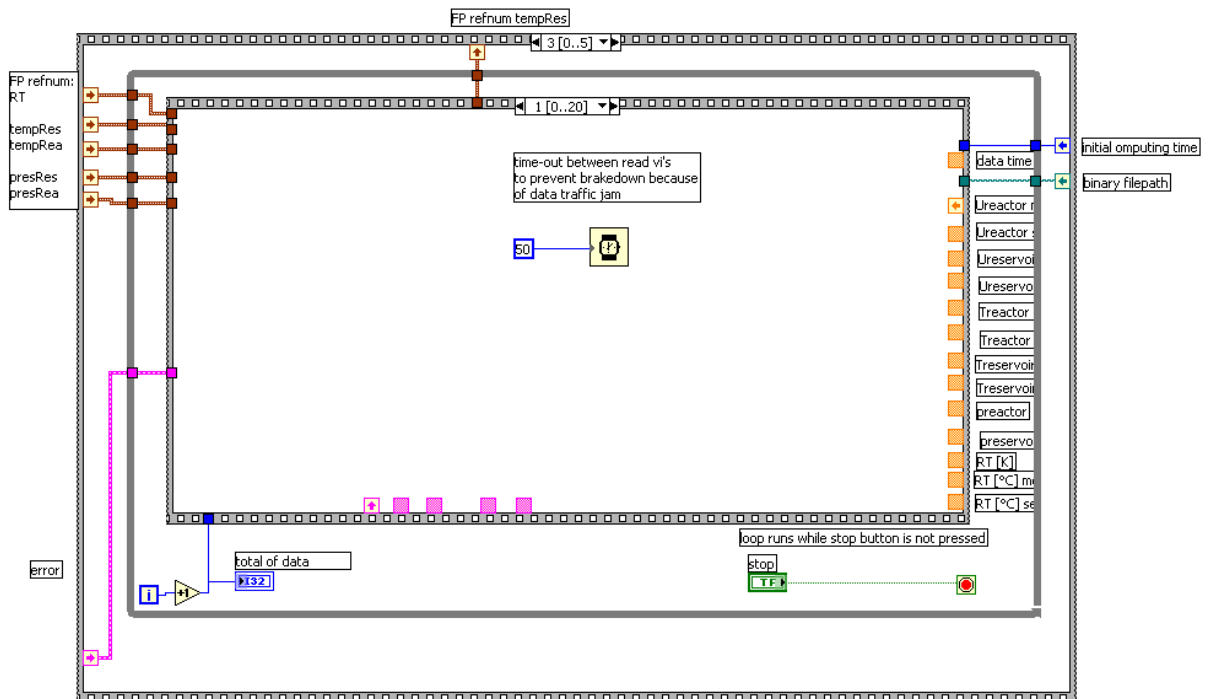 FP refnum tempRes
3 [0..5]
FP refnum:
RT
tempRes
tempRea
presRes
presRea
1 [0..20]
time-out between read vi's
to prevent brakedown because
of data traffic jam
50
initial omputing time
data time
binary filepath
Ureactor
Ureactor
Ureservoi
Ureservo
Treactor
Treactor
Treservoir
Treservoir
preactor
preservo
RT [K]
RT [°C] m
RT [°C] se
loop runs while stop button is not pressed
error
total of data
I32
i
+1
stop
TF